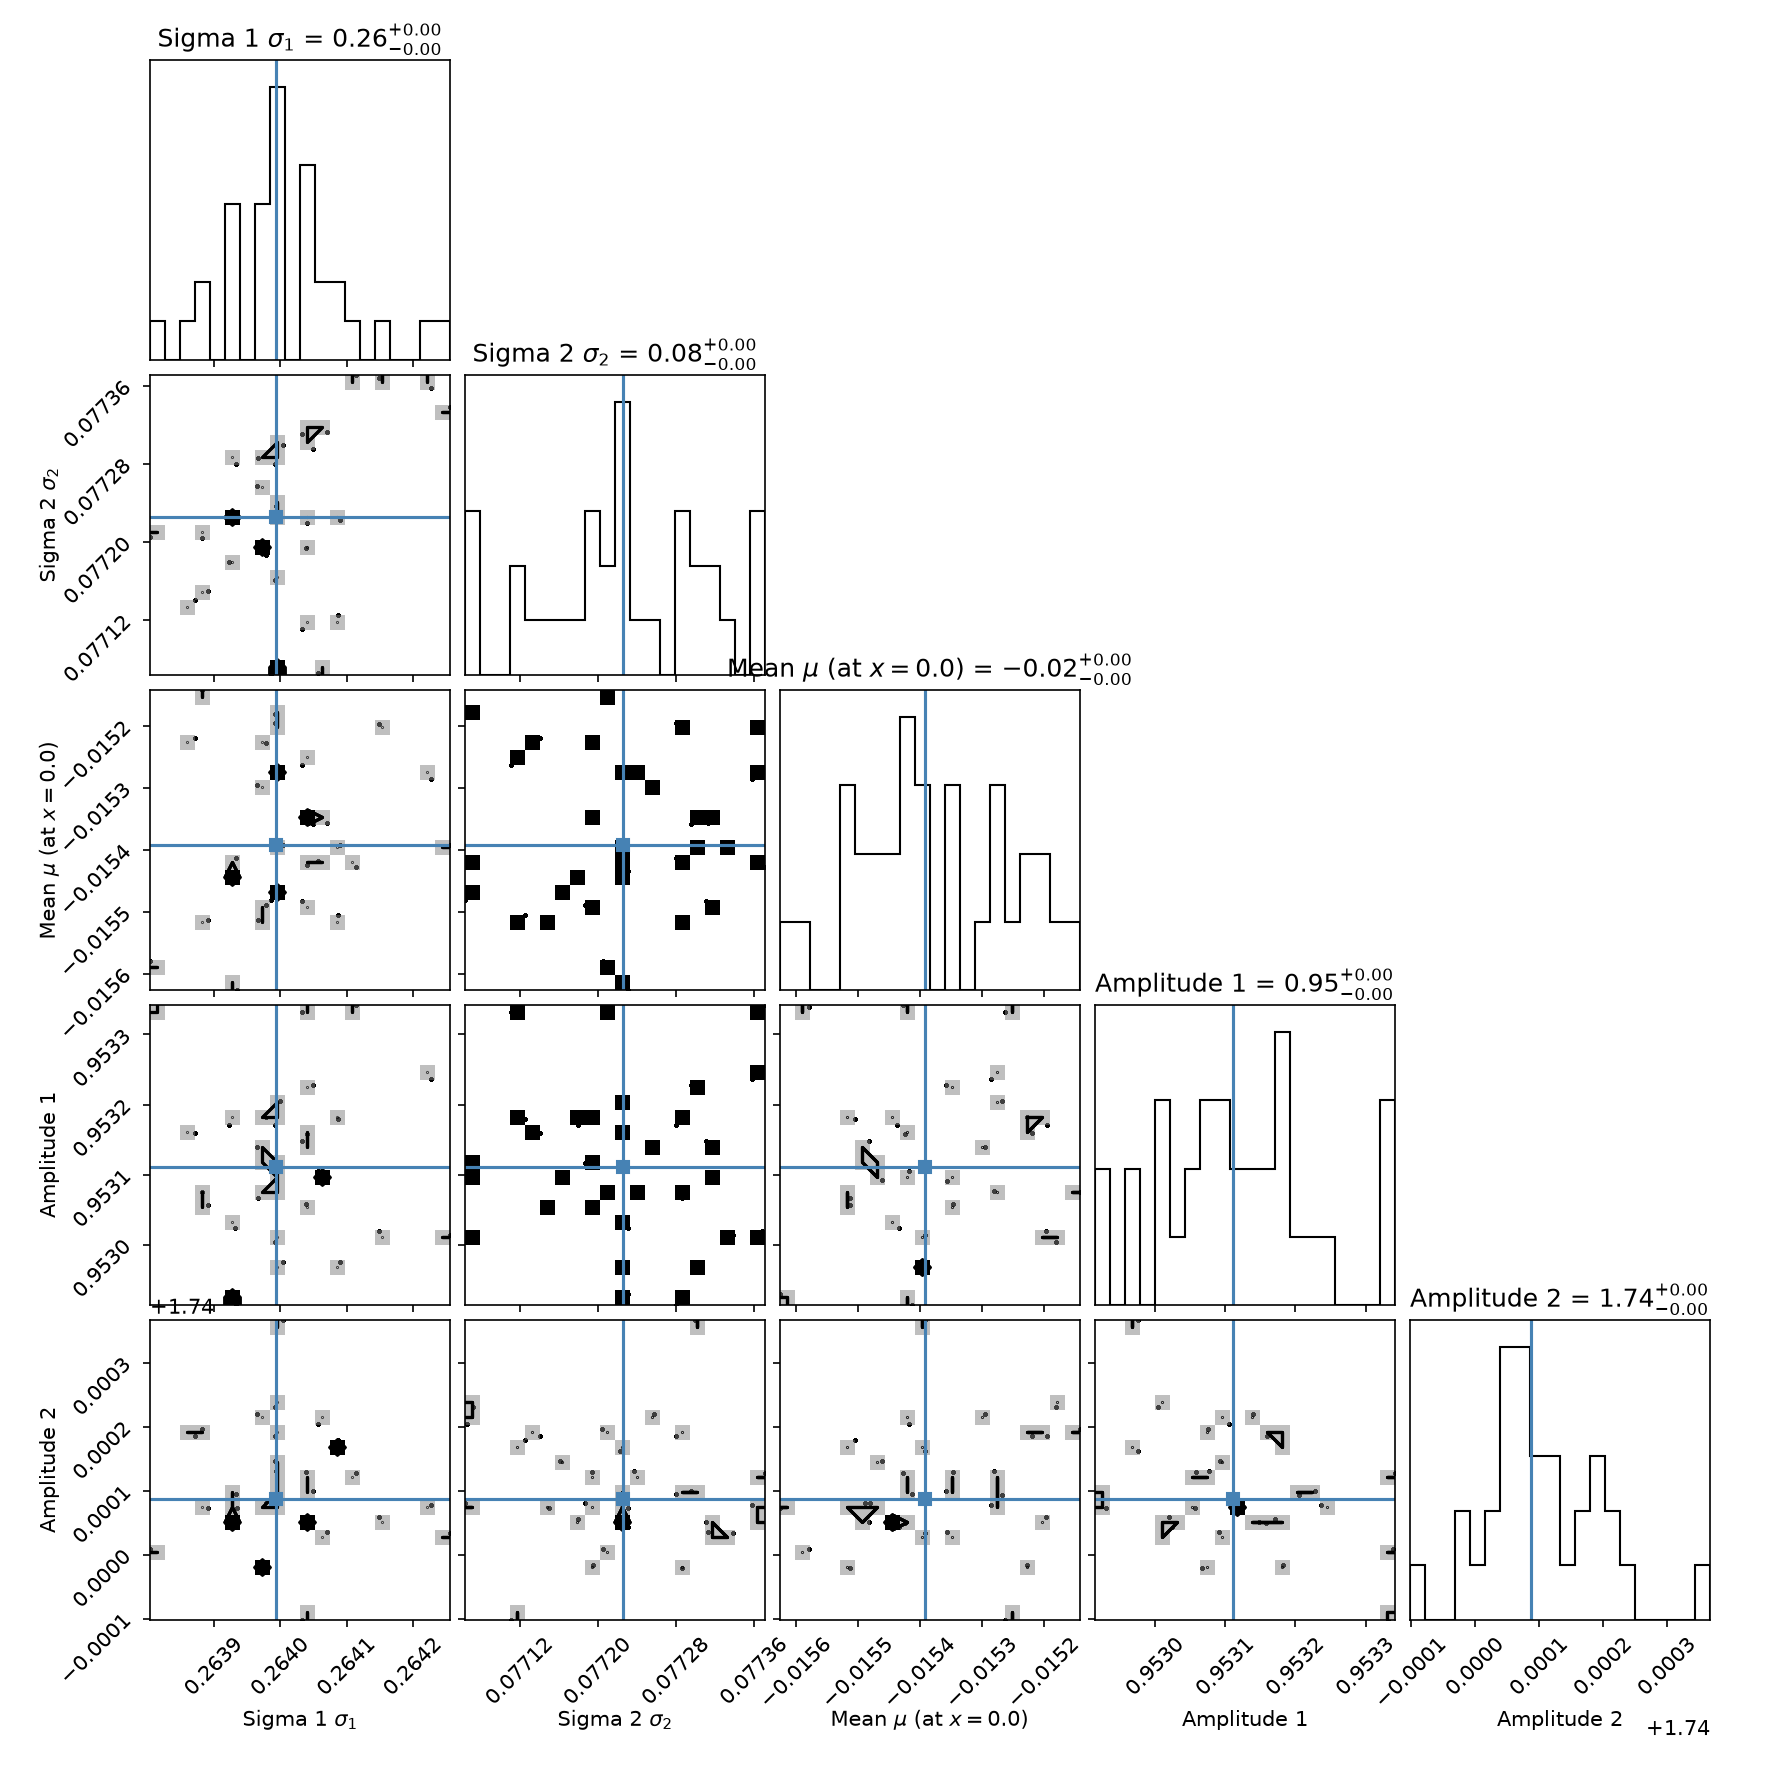 Sigma 1 σ₁ = 0.26 +0.00 −0.00
Sigma 2 σ₂ = 0.08 +0.00 −0.00
Mean μ (at x = 0.0) = −0.02 +0.00 −0.00
Amplitude 1 = 0.95 +0.00 −0.00
Amplitude 2 = 1.74 +0.00 −0.00
Sigma 2 σ₂
0.07736
0.07728
0.07720
0.07712
Mean μ (at x = 0.0)
−0.0152
−0.0153
−0.0154
−0.0155
−0.0156
Amplitude 1
0.9533
0.9532
0.9531
0.9530
+1.74
Amplitude 2
0.0003
0.0002
0.0001
0.0000
−0.0001
0.2639 0.2640 0.2641 0.2642
Sigma 1 σ₁
0.07712 0.07720 0.07728 0.07736
Sigma 2 σ₂
−0.0156 −0.0155 −0.0154 −0.0153 −0.0152
Mean μ (at x = 0.0)
0.9530 0.9531 0.9532 0.9533
Amplitude 1
−0.0001 0.0000 0.0001 0.0002 0.0003
Amplitude 2
+1.74